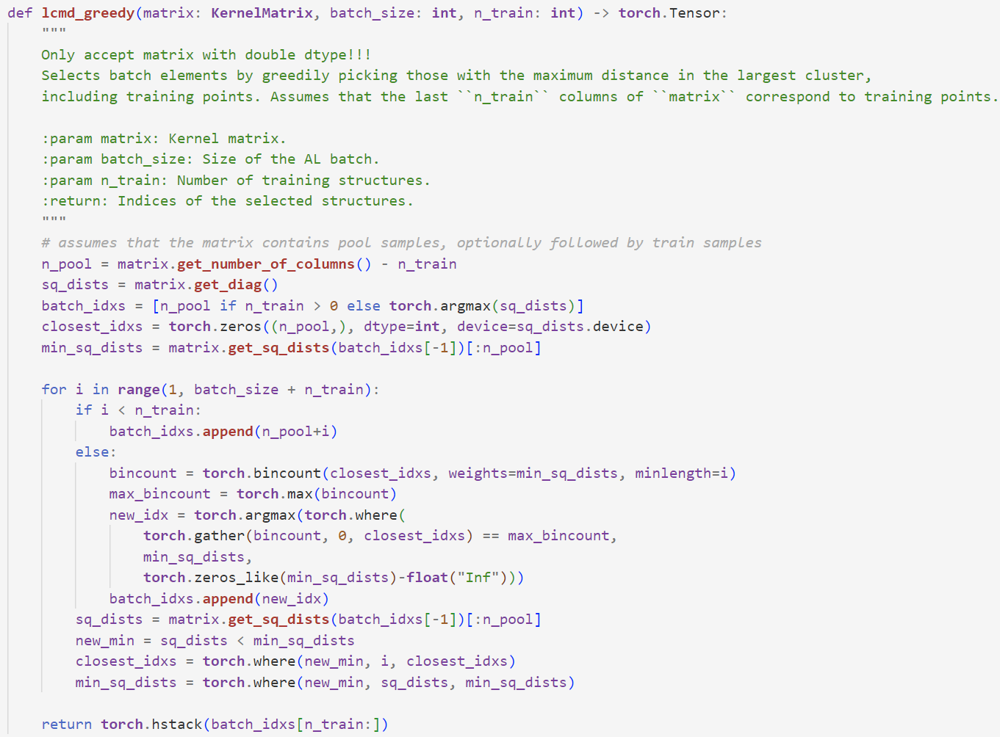 def lcmd_greedy(matrix: KernelMatrix, batch_size: int, n_train: int) -> torch.Tensor:
    """
    Only accept matrix with double dtype!!!
    Selects batch elements by greedily picking those with the maximum distance in the largest cluster,
    including training points. Assumes that the last ``n_train`` columns of ``matrix`` correspond to training points.

    :param matrix: Kernel matrix.
    :param batch_size: Size of the AL batch.
    :param n_train: Number of training structures.
    :return: Indices of the selected structures.
    """
    # assumes that the matrix contains pool samples, optionally followed by train samples
    n_pool = matrix.get_number_of_columns() - n_train
    sq_dists = matrix.get_diag()
    batch_idxs = [n_pool if n_train > 0 else torch.argmax(sq_dists)]
    closest_idxs = torch.zeros((n_pool,), dtype=int, device=sq_dists.device)
    min_sq_dists = matrix.get_sq_dists(batch_idxs[-1])[:n_pool]

    for i in range(1, batch_size + n_train):
        if i < n_train:
            batch_idxs.append(n_pool+i)
        else:
            bincount = torch.bincount(closest_idxs, weights=min_sq_dists, minlength=i)
            max_bincount = torch.max(bincount)
            new_idx = torch.argmax(torch.where(
                torch.gather(bincount, 0, closest_idxs) == max_bincount,
                min_sq_dists,
                torch.zeros_like(min_sq_dists)-float("Inf")))
            batch_idxs.append(new_idx)
        sq_dists = matrix.get_sq_dists(batch_idxs[-1])[:n_pool]
        new_min = sq_dists < min_sq_dists
        closest_idxs = torch.where(new_min, i, closest_idxs)
        min_sq_dists = torch.where(new_min, sq_dists, min_sq_dists)

    return torch.hstack(batch_idxs[n_train:])